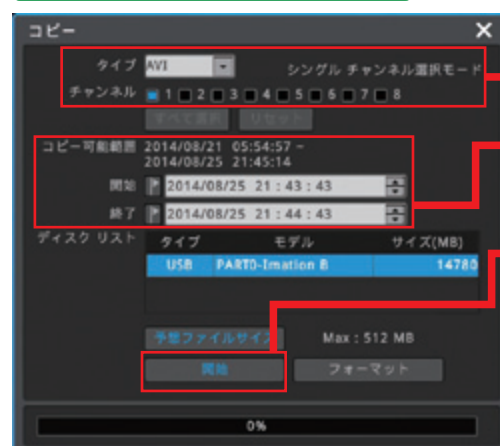 コピー
タイプ AVI シングル チャンネル選択モード
チャンネル 1 2 3 4 5 6 7 8
すべて選択 リセット
コピー可能範囲 2014/08/21 05:54:57 -
2014/08/25 21:45:14
開始 2014/08/25 21 : 43 : 43
終了 2014/08/25 21 : 44 : 43
ディスク リスト タイプ モデル サイズ(MB)
USB PART0-Imation B 14780
予想ファイルサイズ Max : 512 MB
開始 フォーマット
0%